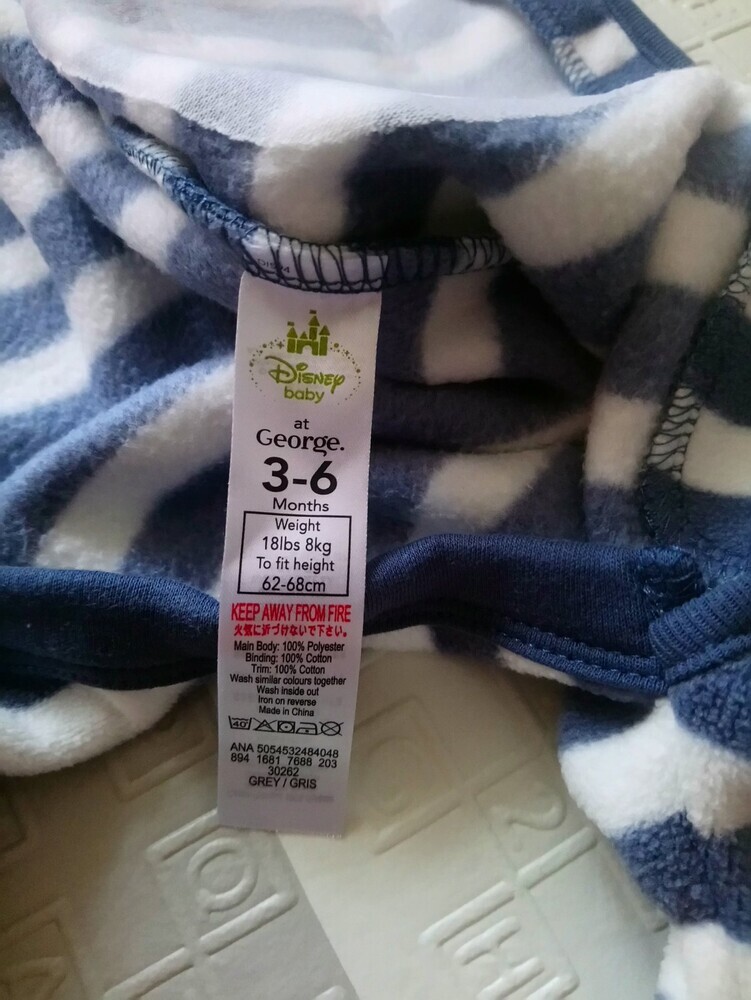 Disney
baby
at
George.
3-6
Months
Weight
18lbs 8kg
To fit height
62-68cm
KEEP AWAY FROM FIRE
火気に近づけないで下さい。
Main Body: 100% Polyester
Binding: 100% Cotton
Trim: 100% Cotton
Wash similar colours together
Wash inside out
Iron on reverse
Made in China
40°
ANA 5054532484048
894 1681 7688 203
30262
GREY / GRIS